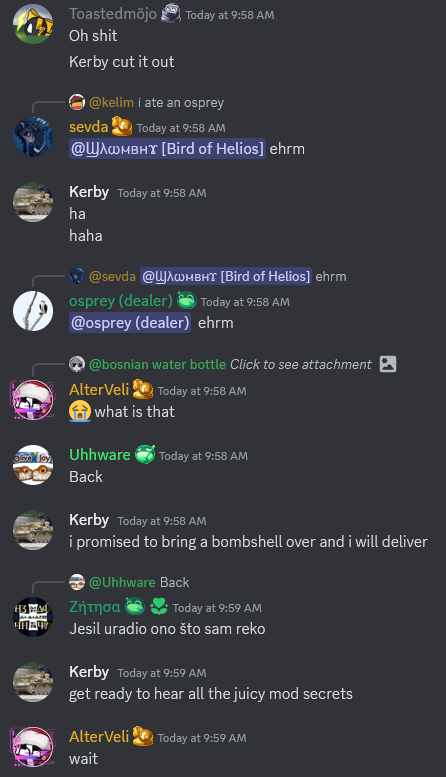 Toastedmöjo Today at 9:58 AM
Oh shit
Kerby cut it out
@kelim i ate an osprey
sevda Today at 9:58 AM
@Ϣλωмвнϒ [Bird of Helios] ehrm
Kerby Today at 9:58 AM
ha
haha
@sevda @Ϣλωмвнϒ [Bird of Helios] ehrm
osprey (dealer) Today at 9:58 AM
@osprey (dealer) ehrm
@bosnian water bottle Click to see attachment
AlterVeli Today at 9:58 AM
😭 what is that
Uhhware Today at 9:58 AM
Back
Kerby Today at 9:58 AM
i promised to bring a bombshell over and i will deliver
@Uhhware Back
Ζήτησα Today at 9:59 AM
Jesil uradio ono što sam reko
Kerby Today at 9:59 AM
get ready to hear all the juicy mod secrets
AlterVeli Today at 9:59 AM
wait